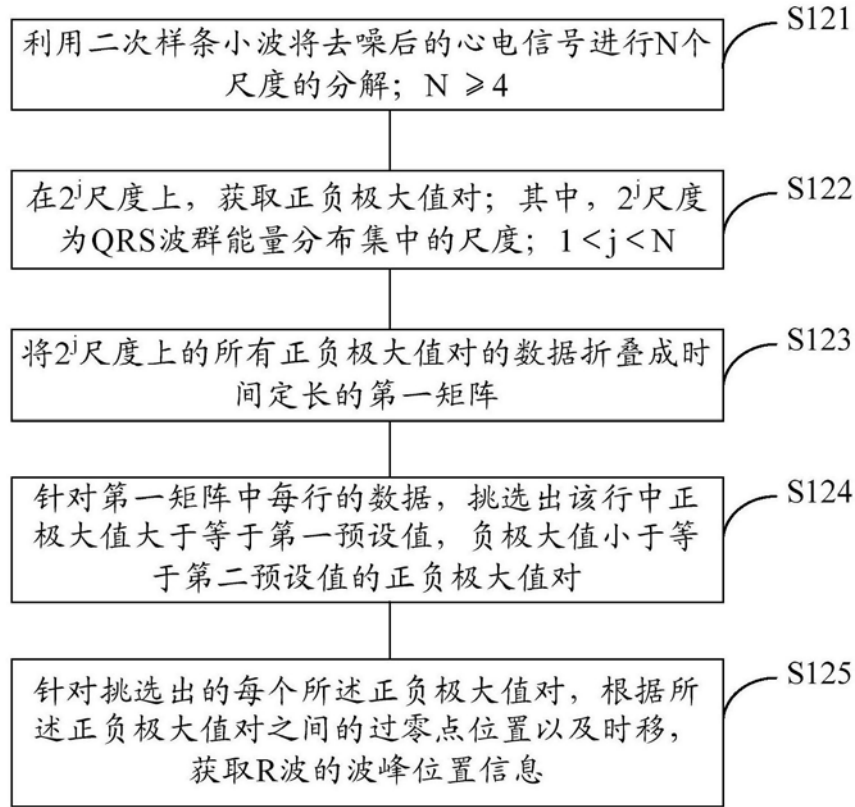 利用二次样条小波将去噪后的心电信号进行N个
尺度的分解；N ≥4
S121
在2ʲ尺度上，获取正负极大值对；其中，2ʲ尺度
为QRS波群能量分布集中的尺度；1＜j＜N
S122
将2ʲ尺度上的所有正负极大值对的数据折叠成时
间定长的第一矩阵
S123
针对第一矩阵中每行的数据，挑选出该行中正
极大值大于等于第一预设值，负极大值小于等
于第二预设值的正负极大值对
S124
针对挑选出的每个所述正负极大值对，根据所
述正负极大值对之间的过零点位置以及时移，
获取R波的波峰位置信息
S125